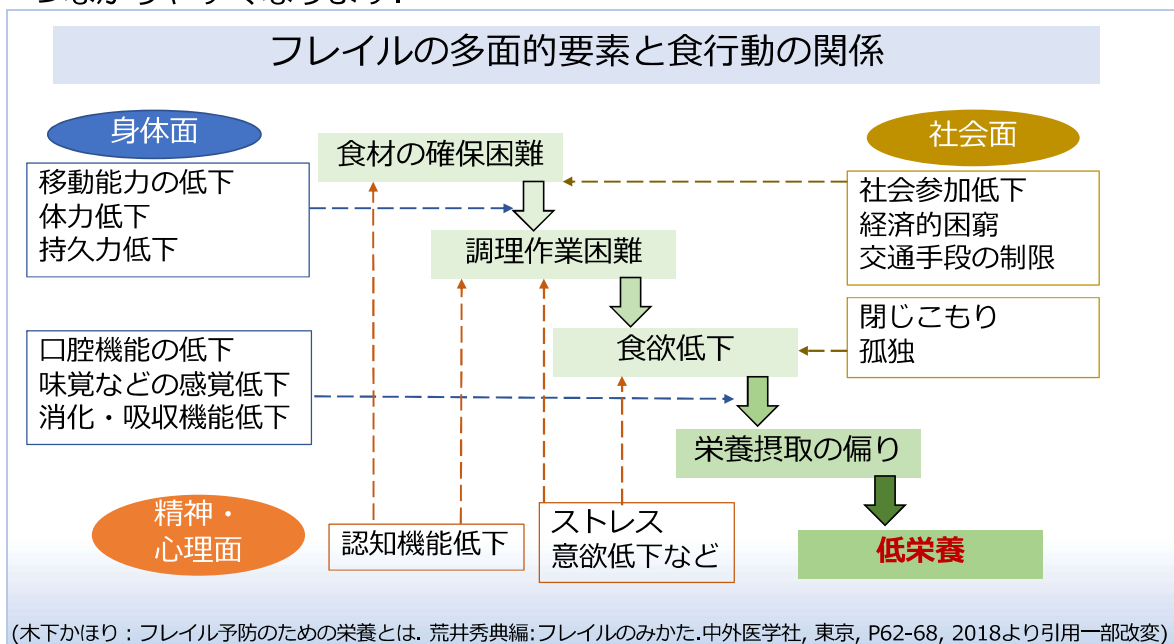 フレイルの多面的要素と食行動の関係
身体面
社会面
食材の確保困難
移動能力の低下
体力低下
持久力低下
社会参加低下
経済的困窮
交通手段の制限
調理作業困難
閉じこもり
孤独
食欲低下
口腔機能の低下
味覚などの感覚低下
消化・吸収機能低下
栄養摂取の偏り
精神・
心理面
認知機能低下
ストレス
意欲低下など
低栄養
(木下かほり：フレイル予防のための栄養とは. 荒井秀典編:フレイルのみかた.中外医学社, 東京, P62-68, 2018より引用一部改変)